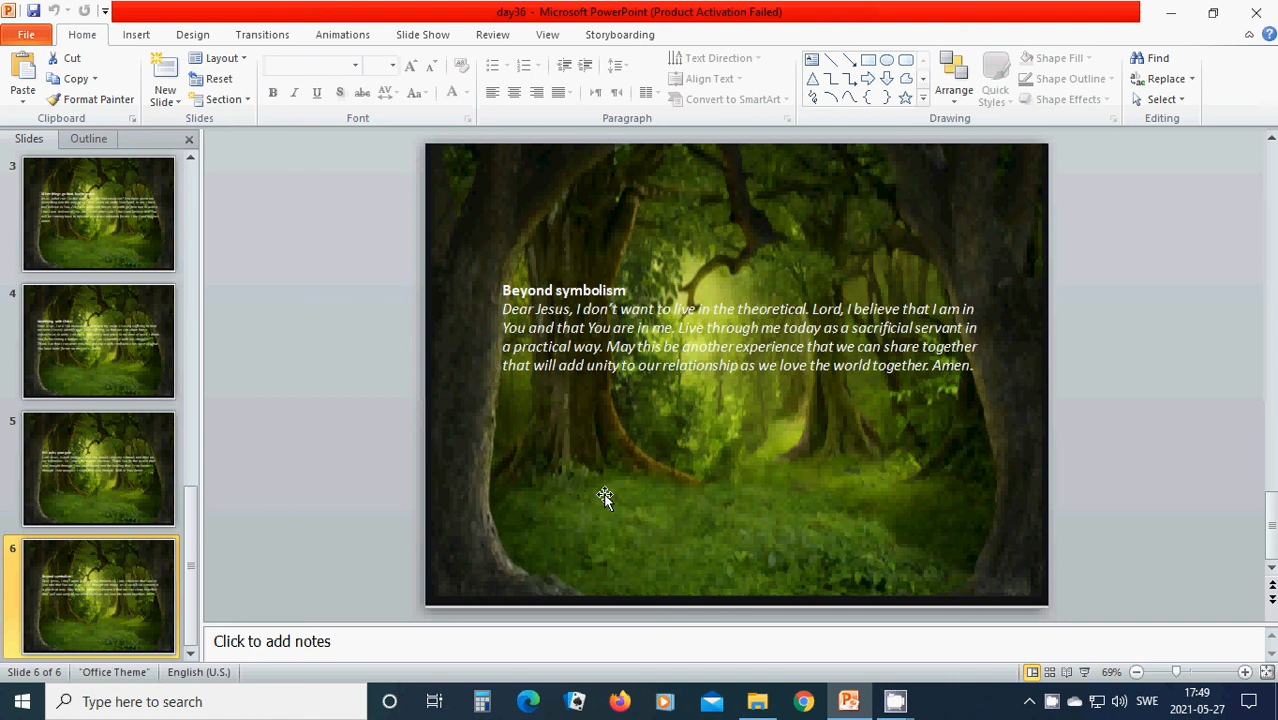 day36 - Microsoft PowerPoint (Product Activation Failed)
File Home Insert Design Transitions Animations Slide Show Review View Storyboarding
Paste
Cut
Copy
Format Painter
Clipboard
New Slide
Layout
Reset
Section
Slides
B I U S abc AV Aa A
Font
Text Direction
Align Text
Convert to SmartArt
Paragraph
Arrange
Quick Styles
Shape Fill
Shape Outline
Shape Effects
Drawing
Find
Replace
Select
Editing
Slides Outline
3
4
5
6
Beyond symbolism
Dear Jesus, I don't want to live in the theoretical. Lord, I believe that I am in
You and that You are in me. Live through me today as a sacrificial servant in
a practical way. May this be another experience that we can share together
that will add unity to our relationship as we love the world together. Amen.
Click to add notes
Slide 6 of 6 "Office Theme" English (U.S.) 69%
Type here to search
SWE
17:49
2021-05-27